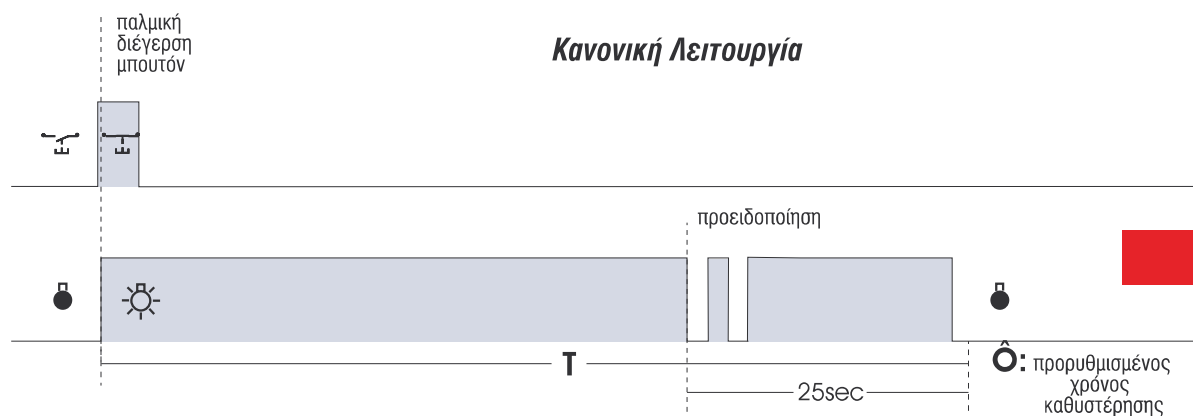 παλμική
διέγερση
μπουτόν
Κανονική Λειτουργία
προειδοποίηση
T
Ô: προρυθμισμένος
χρόνος
καθυστέρησης
25sec